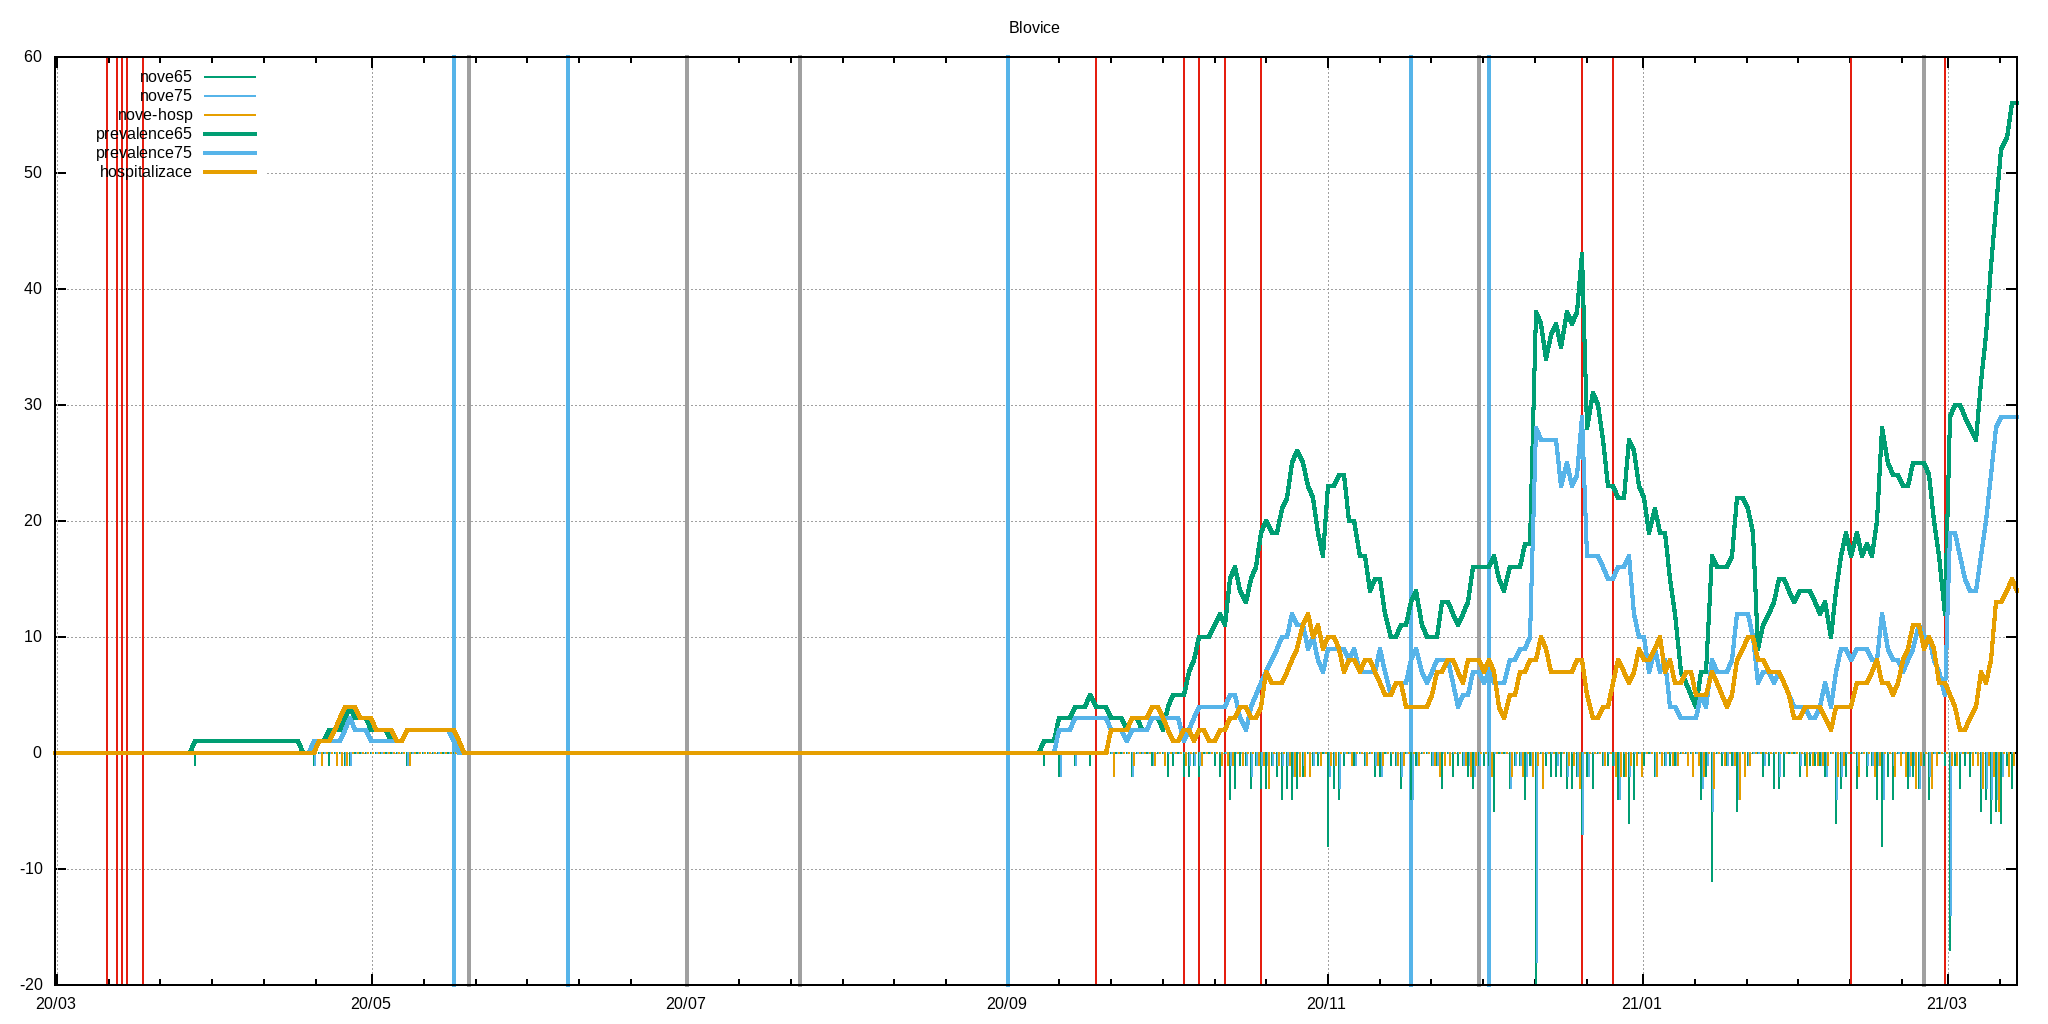 Blovice
60
nove65
nove75
nove-hosp
prevalence65
prevalence75
hospitalizace
50
40
30
20
10
0
-10
-20
20/03 20/05 20/07 20/09 20/11 21/01 21/03